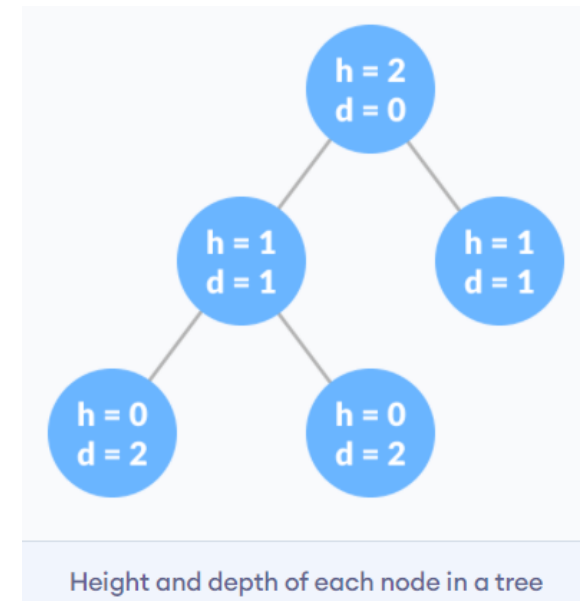 h = 2
d = 0
h = 1
d = 1
h = 1
d = 1
h = 0
d = 2
h = 0
d = 2
Height and depth of each node in a tree